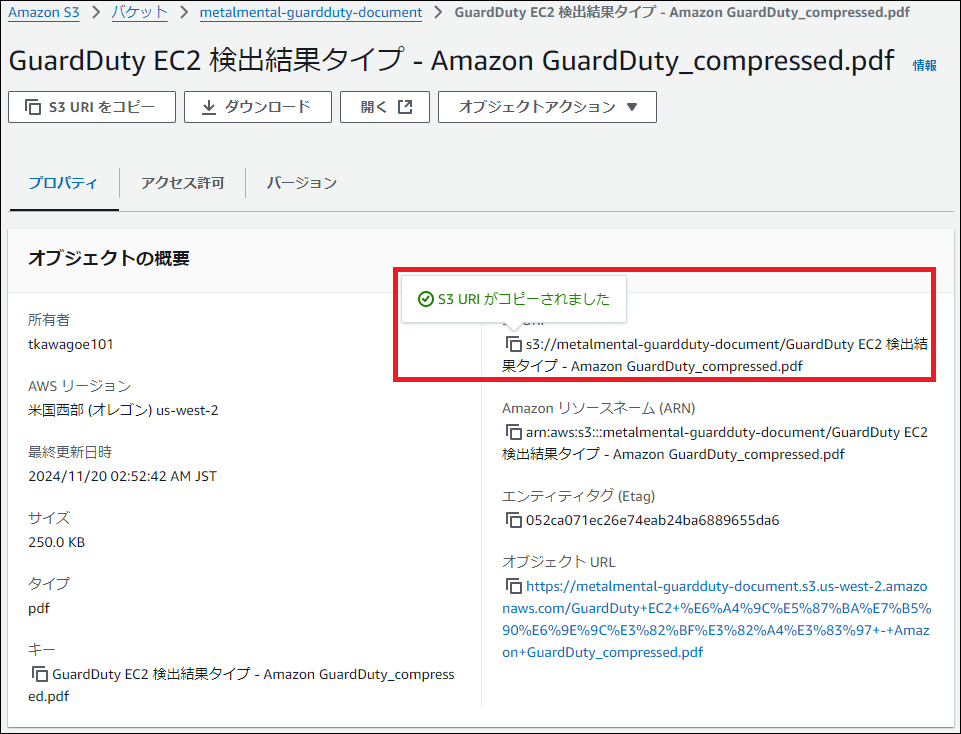 Amazon S3 > バケット > metalmental-guardduty-document > GuardDuty EC2 検出結果タイプ - Amazon GuardDuty_compressed.pdf
GuardDuty EC2 検出結果タイプ - Amazon GuardDuty_compressed.pdf 情報
S3 URI をコピー ダウンロード 開く オブジェクトアクション ▼
プロパティ アクセス許可 バージョン
オブジェクトの概要
所有者
tkawagoe101
AWS リージョン
米国西部 (オレゴン) us-west-2
最終更新日時
2024/11/20 02:52:42 AM JST
サイズ
250.0 KB
タイプ
pdf
キー
GuardDuty EC2 検出結果タイプ - Amazon GuardDuty_compress
ed.pdf
S3 URI がコピーされました
s3://metalmental-guardduty-document/GuardDuty EC2 検出結
果タイプ - Amazon GuardDuty_compressed.pdf
Amazon リソースネーム (ARN)
arn:aws:s3:::metalmental-guardduty-document/GuardDuty EC2
検出結果タイプ - Amazon GuardDuty_compressed.pdf
エンティティタグ (Etag)
052ca071ec26e74eab24ba6889655da6
オブジェクト URL
https://metalmental-guardduty-document.s3.us-west-2.amazo
naws.com/GuardDuty+EC2+%E6%A4%9C%E5%87%BA%E7%B5%
90%E6%9E%9C%E3%82%BF%E3%82%A4%E3%83%97+-+Amaz
on+GuardDuty_compressed.pdf